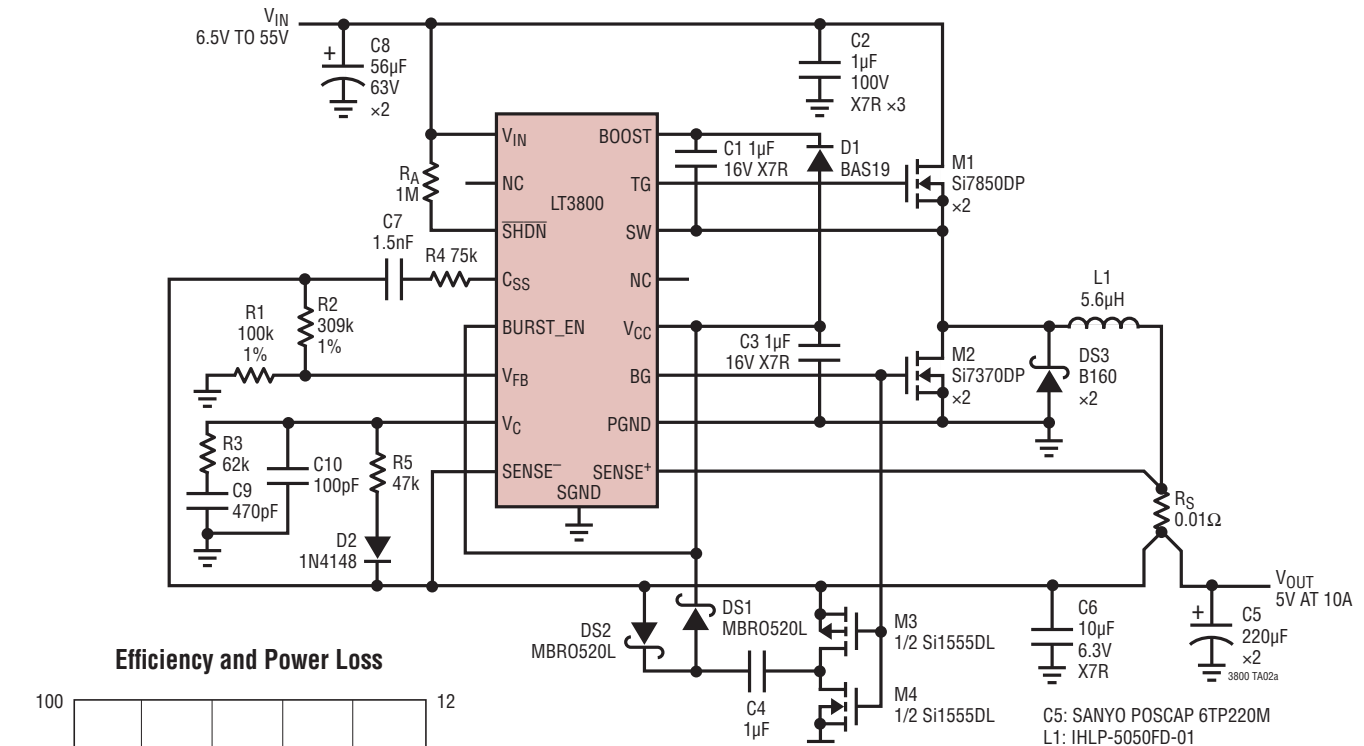 VIN
6.5V TO 55V
+
C8
56µF
63V
×2
C2
1µF
100V
X7R ×3
RA
1M
VIN
NC
SHDN
CSS
BURST_EN
VFB
VC
SENSE–
SGND
LT3800
BOOST
TG
SW
NC
VCC
BG
PGND
SENSE+
C1 1µF
16V X7R
D1
BAS19
M1
Si7850DP
×2
C7
1.5nF
R4 75k
R1
100k
1%
R2
309k
1%
C3 1µF
16V X7R
M2
Si7370DP
×2
L1
5.6µH
DS3
B160
×2
R3
62k
C9
470pF
C10
100pF
R5
47k
D2
1N4148
RS
0.01Ω
VOUT
5V AT 10A
DS2
MBRO520L
DS1
MBRO520L
C4
1µF
M3
1/2 Si1555DL
M4
1/2 Si1555DL
C6
10µF
6.3V
X7R
+
C5
220µF
×2
3800 TA02a
C5: SANYO POSCAP 6TP220M
L1: IHLP-5050FD-01
Efficiency and Power Loss
100
12